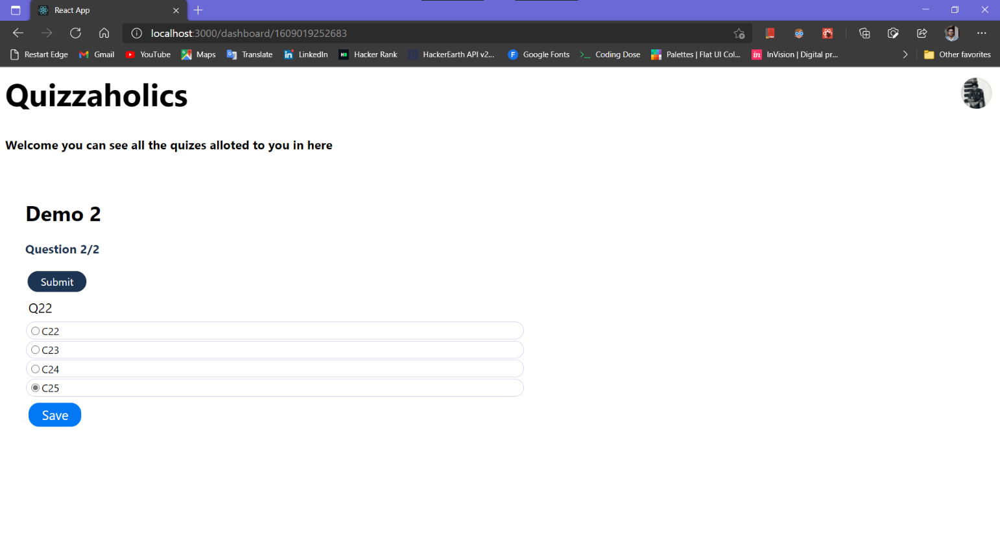 React App
localhost:3000/dashboard/1609019252683
Restart Edge Gmail YouTube Maps Translate in LinkedIn Hacker Rank HackerEarth API v2... F Google Fonts >_ Coding Dose Palettes | Flat UI Col... in InVision | Digital pr... Other favorites
Quizzaholics
Welcome you can see all the quizes alloted to you in here
Demo 2
Question 2/2
Submit
Q22
C22
C23
C24
C25
Save